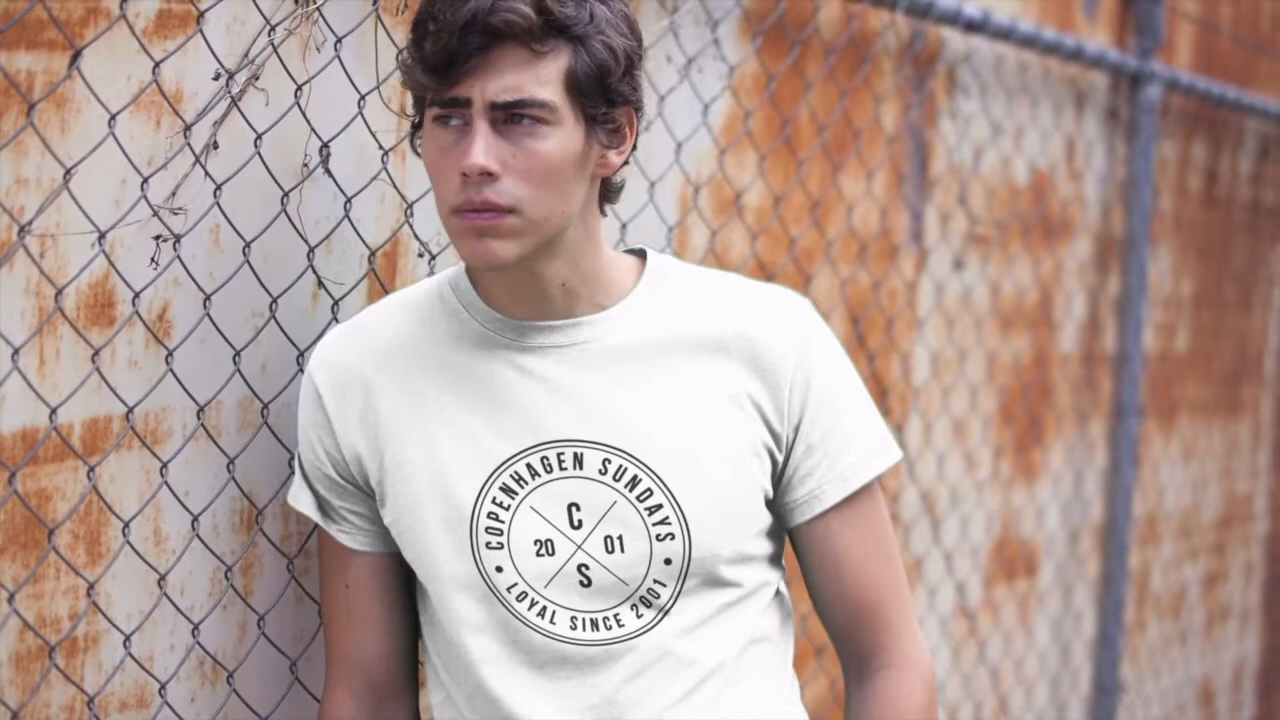 COPENHAGEN SUNDAYS
C
20 01
S
• LOYAL SINCE 2001 •